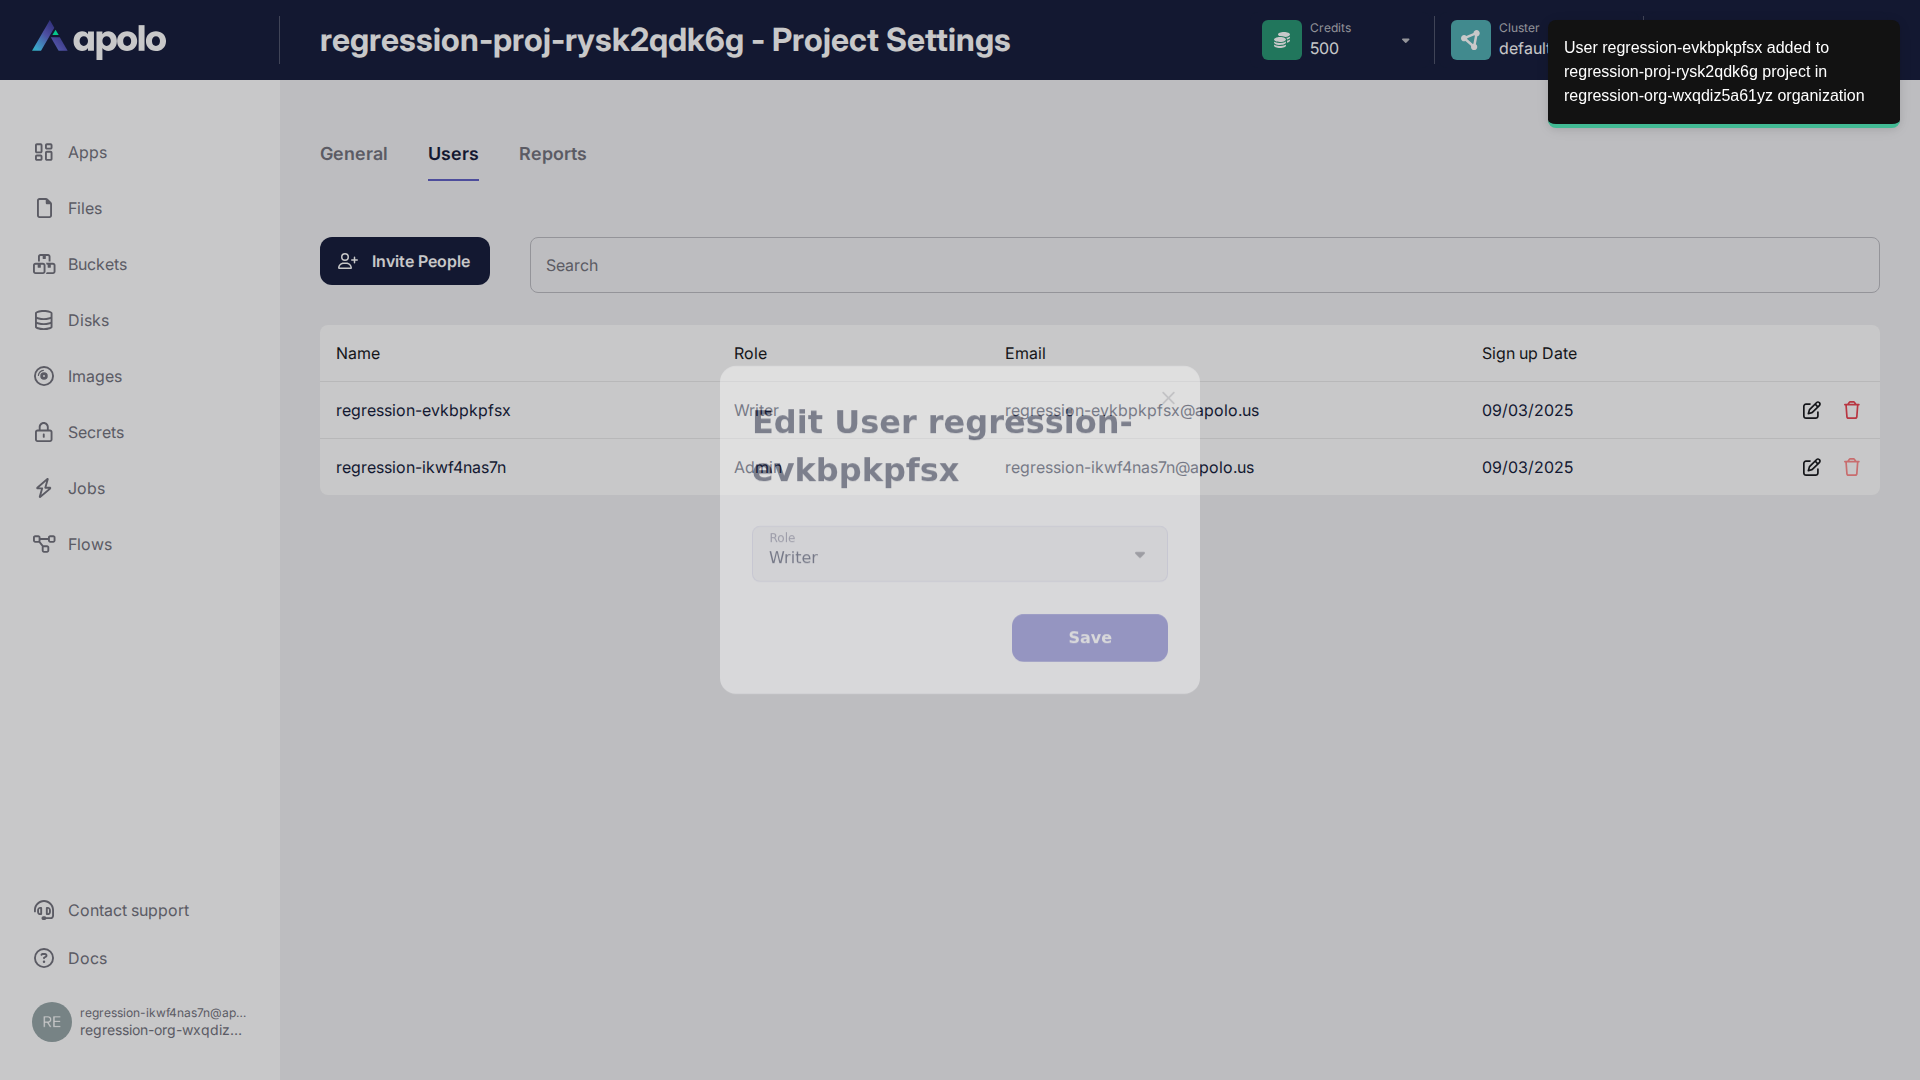 apolo
regression-proj-rysk2qdk6g - Project Settings
Credits
500
Cluster
default
User regression-evkbpkpfsx added to
regression-proj-rysk2qdk6g project in
regression-org-wxqdiz5a61yz organization
Apps
Files
Buckets
Disks
Images
Secrets
Jobs
Flows
Contact support
Docs
RE
regression-ikwf4nas7n@ap...
regression-org-wxqdiz...
General Users Reports
Invite People
Search
Name Role Email Sign up Date
regression-evkbpkpfsx Writer regression-evkbpkpfsx@apolo.us 09/03/2025
regression-ikwf4nas7n Admin regression-ikwf4nas7n@apolo.us 09/03/2025
Edit User regression-
evkbpkpfsx
Role
Writer
Save